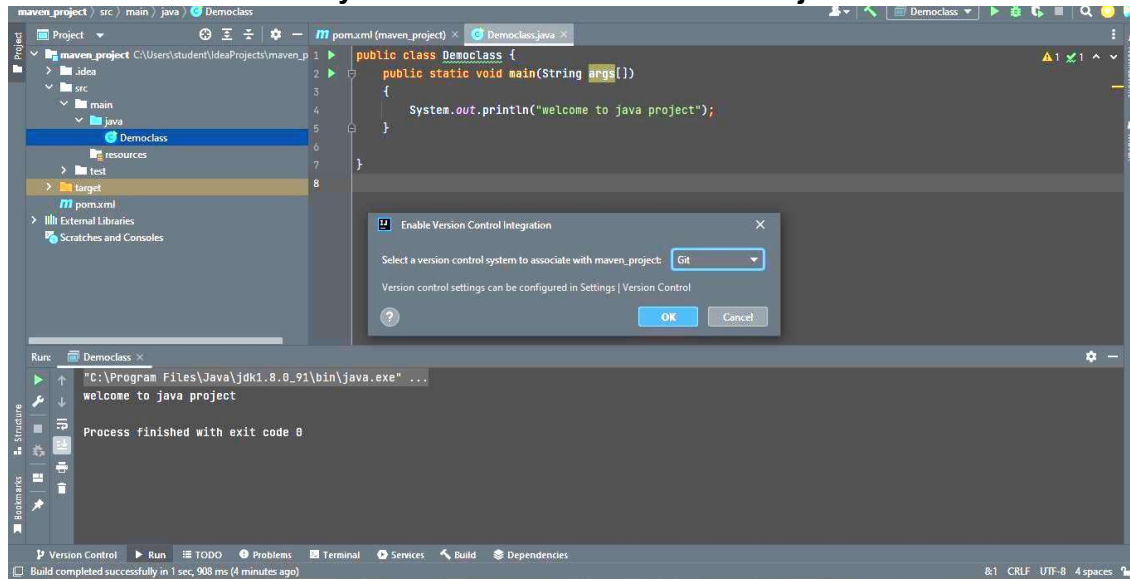 maven_project > src > main > java > Democlass
Democlass
Project
pom.xml (maven_project) × Democlass.java ×
maven_project C:\Users\student\IdeaProjects\maven_p
.idea
src
main
java
Democlass
resources
test
target
pom.xml
External Libraries
Scratches and Consoles
1 public class Democlass {
2 public static void main(String args[])
3 {
4 System.out.println("welcome to java project");
5 }
6
7 }
8
1 1
Enable Version Control Integration
Select a version control system to associate with maven_project: Git
Version control settings can be configured in Settings | Version Control
? OK Cancel
Run: Democlass ×
"C:\Program Files\Java\jdk1.8.0_91\bin\java.exe" ...
welcome to java project
Process finished with exit code 0
Project
Structure
Bookmarks
Version Control Run TODO Problems Terminal Services Build Dependencies
Build completed successfully in 1 sec, 908 ms (4 minutes ago)
8:1 CRLF UTF-8 4 spaces